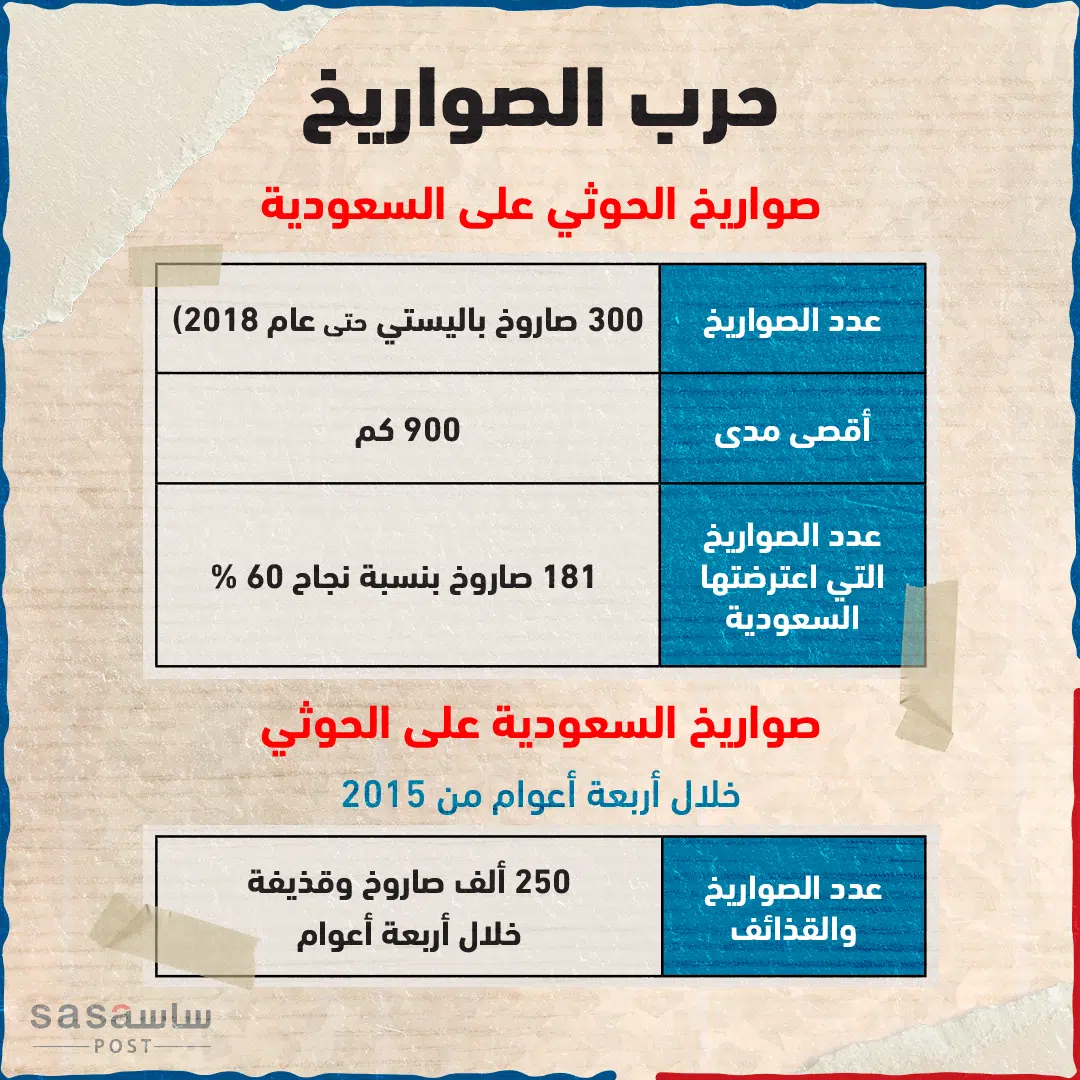 حرب الصواريخ
صواريخ الحوثي على السعودية
عدد الصواريخ
300 صاروخ باليستي حتى عام 2018)
أقصى مدى
900 كم
عدد الصواريخ
التي اعترضتها
السعودية
181 صاروخ بنسبة نجاح 60 %
صواريخ السعودية على الحوثي
خلال أربعة أعوام من 2015
عدد الصواريخ
والقذائف
250 ألف صاروخ وقذيفة
خلال أربعة أعوام
sasa ساسة
POST